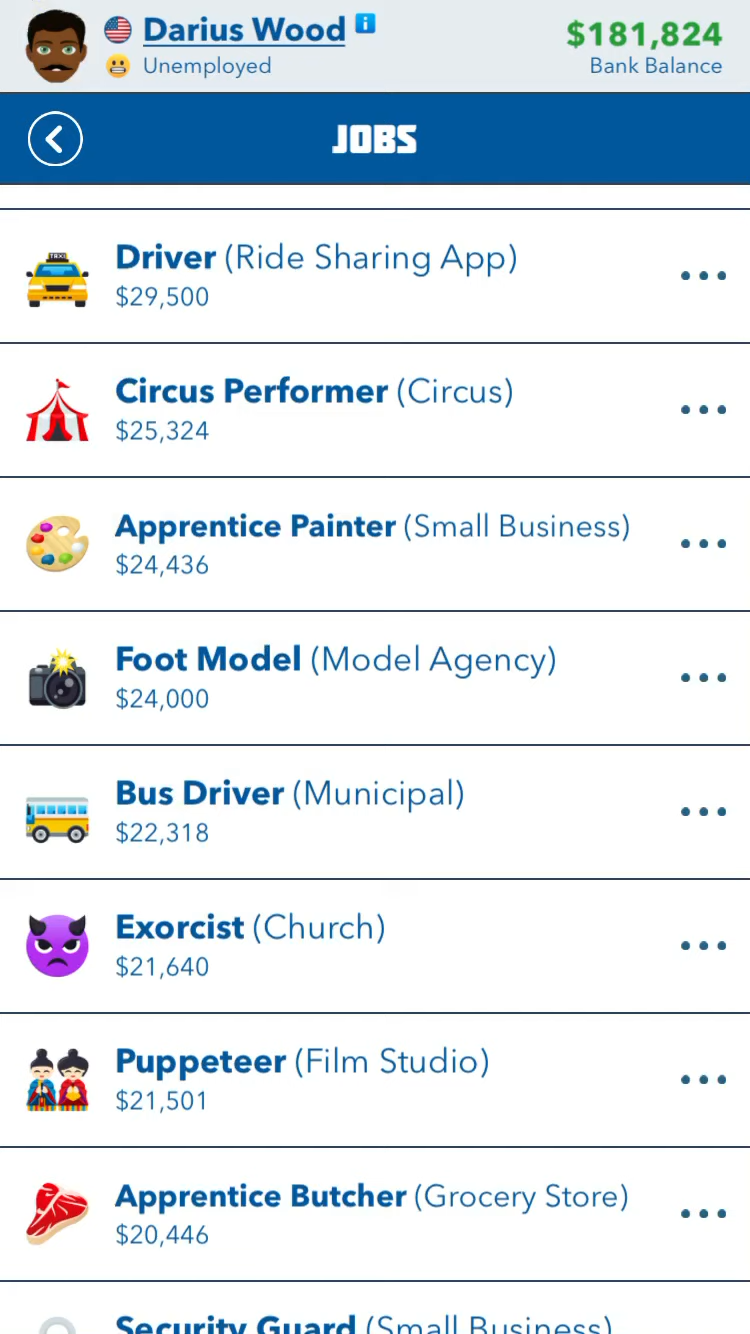 Darius Wood
$181,824
Unemployed
Bank Balance
JOBS
TAXI
Driver (Ride Sharing App)
$29,500
Circus Performer (Circus)
$25,324
Apprentice Painter (Small Business)
$24,436
Foot Model (Model Agency)
$24,000
Bus Driver (Municipal)
$22,318
Exorcist (Church)
$21,640
Puppeteer (Film Studio)
$21,501
Apprentice Butcher (Grocery Store)
$20,446
Security Guard (Small Business)